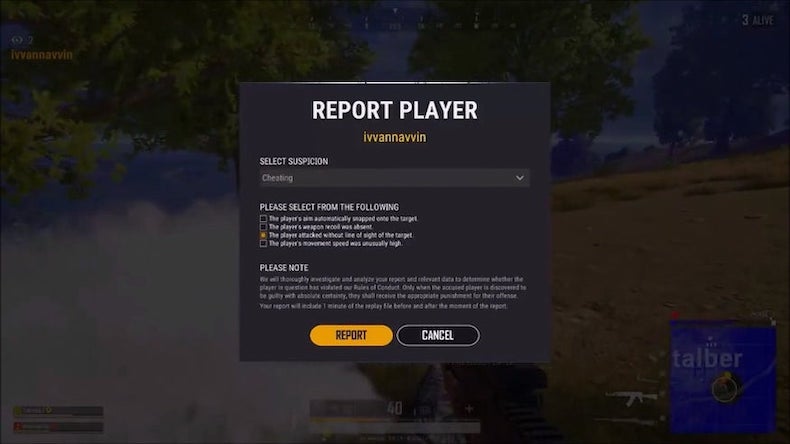 3 ALIVE
2
ivvannavvin
REPORT PLAYER
ivvannavvin
SELECT SUSPICION
Cheating
PLEASE SELECT FROM THE FOLLOWING
The player's aim automatically snapped onto the target.
The player's weapon recoil was absent.
The player attacked without line of sight of the target.
The player's movement speed was unusually high.
PLEASE NOTE
We will thoroughly investigate and analyze your report and relevant data to determine whether the
player in question has violated our Rules of Conduct. Only when the accused player is discovered to
be guilty with absolute certainty, they shall receive the appropriate punishment for their offense.
Your report will include 1 minute of the replay file before and after the moment of the report.
REPORT
CANCEL
talber
40